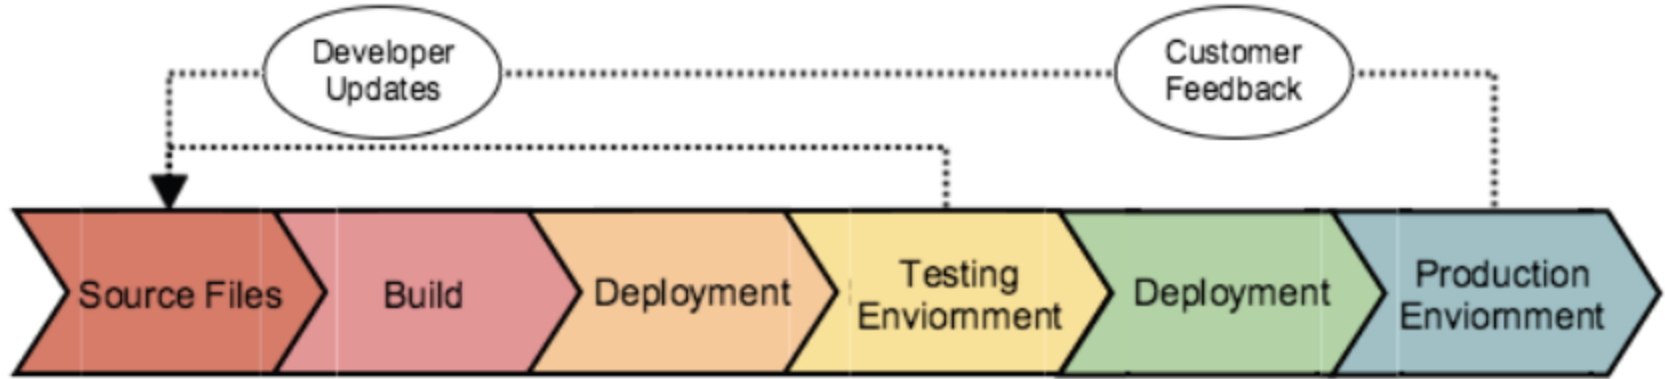 Developer
Updates
Customer
Feedback
Source Files
Build
Deployment
Testing
Enviornment
Deployment
Production
Enviornment